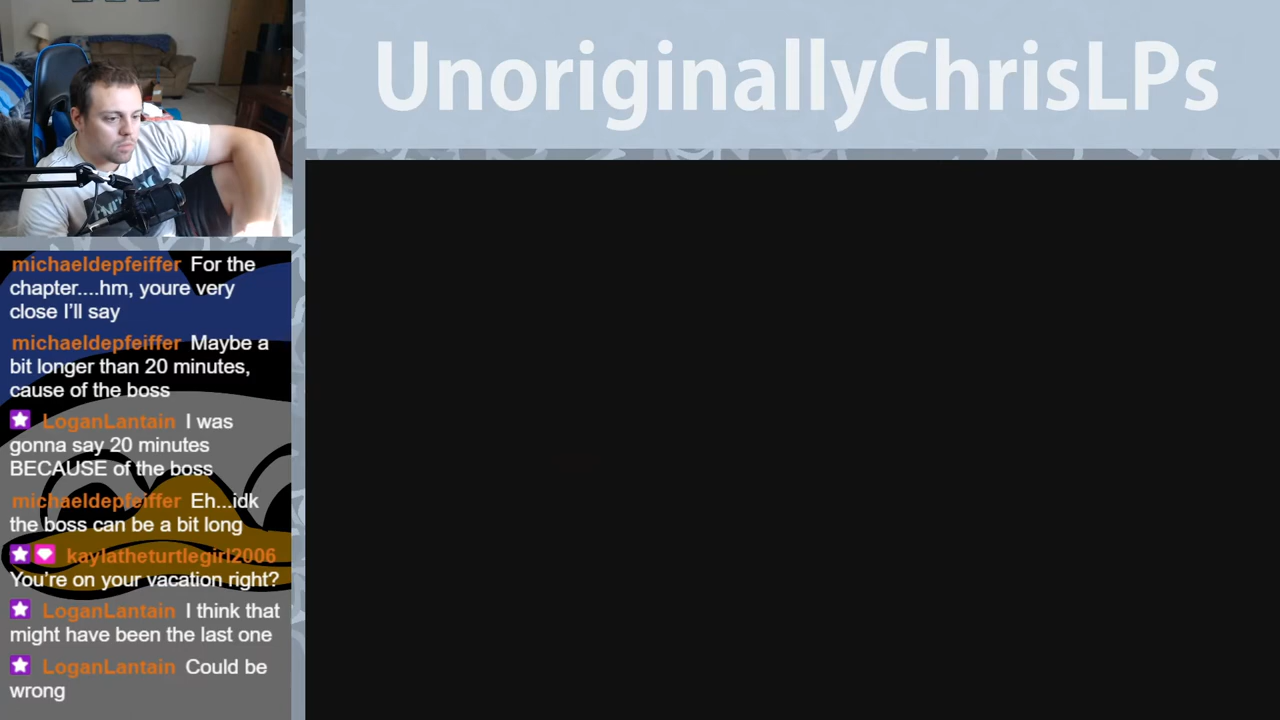 UnoriginallyChrisLPs
michaeldepfeiffer For the
chapter....hm, youre very
close I'll say
michaeldepfeiffer Maybe a
bit longer than 20 minutes,
cause of the boss
LoganLantain I was
gonna say 20 minutes
BECAUSE of the boss
michaeldepfeiffer Eh...idk
the boss can be a bit long
kaylatheturtlegirl2006
You're on your vacation right?
LoganLantain I think that
might have been the last one
LoganLantain Could be
wrong